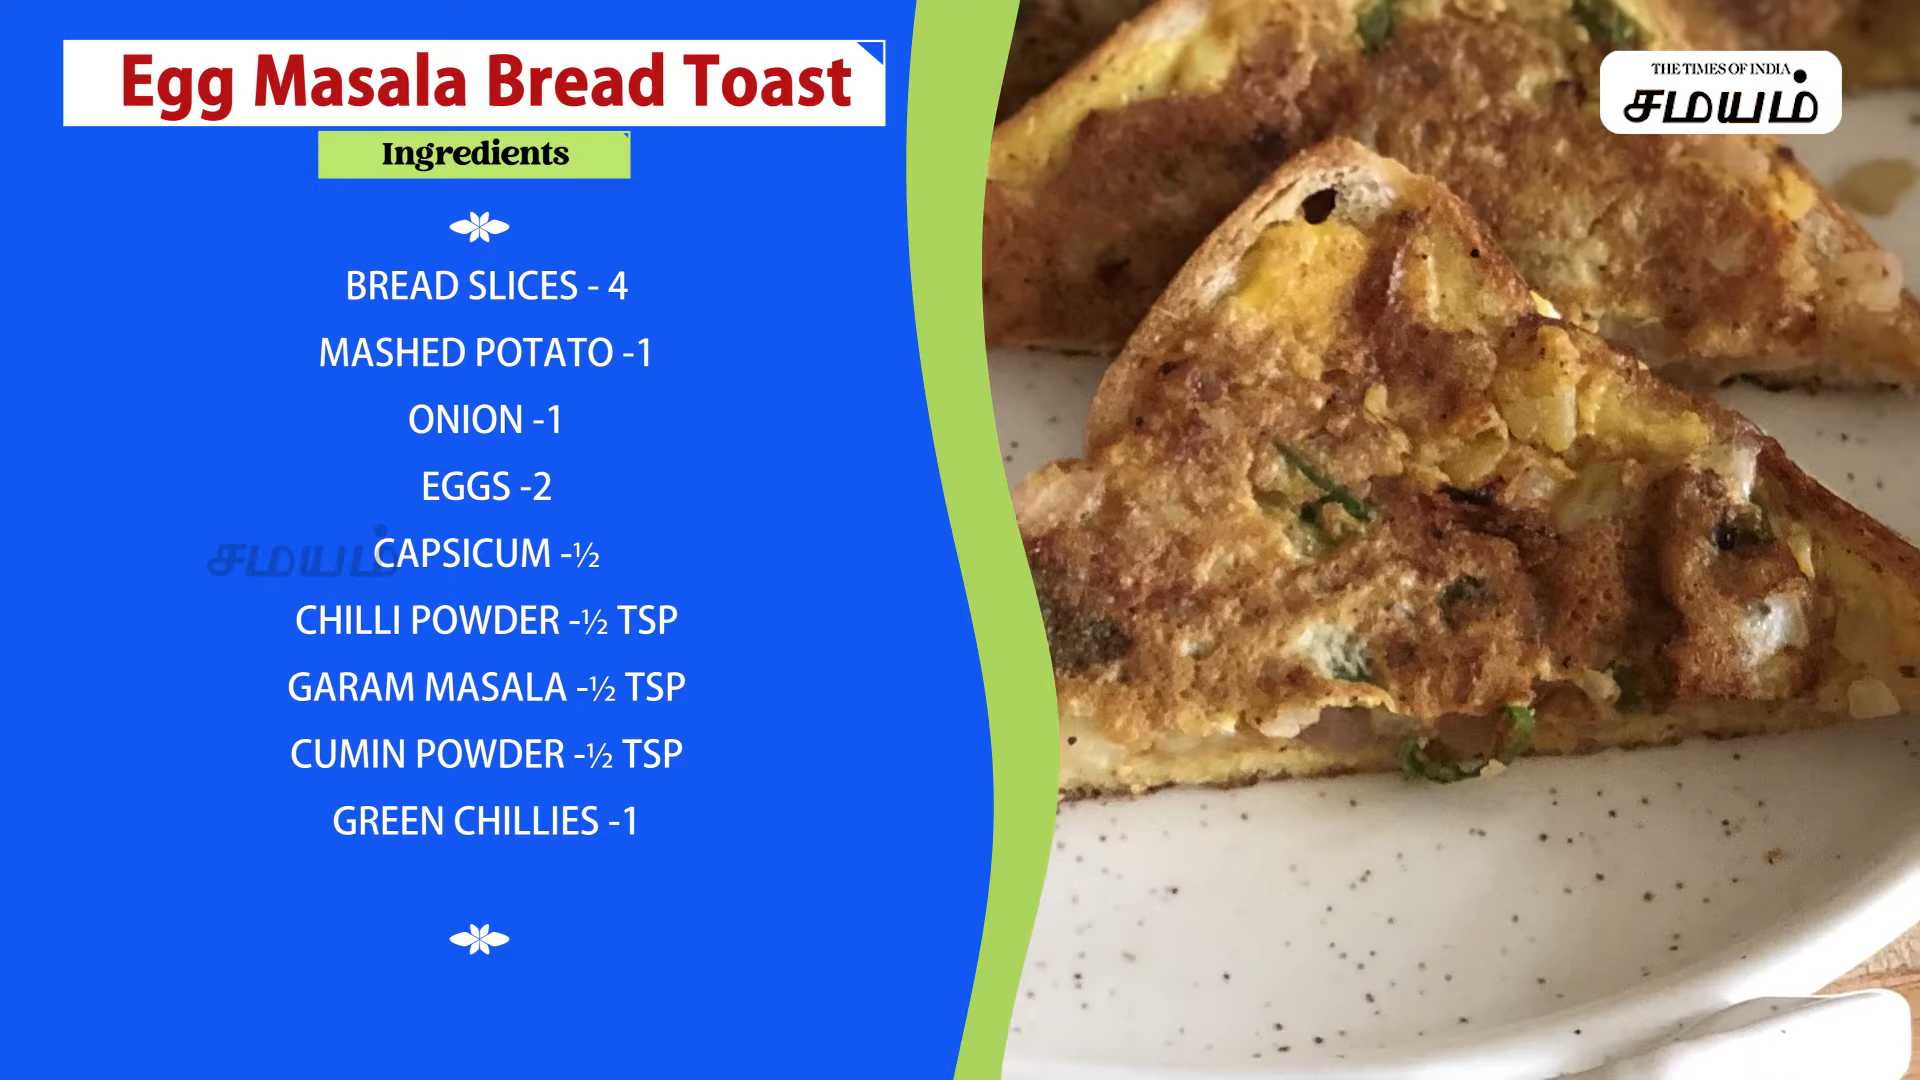 Egg Masala Bread Toast
Ingredients
BREAD SLICES - 4
MASHED POTATO -1
ONION -1
EGGS -2
சமயம்
CAPSICUM -½
CHILLI POWDER -½ TSP
GARAM MASALA -½ TSP
CUMIN POWDER -½ TSP
GREEN CHILLIES -1
THE TIMES OF INDIA
சமயம்